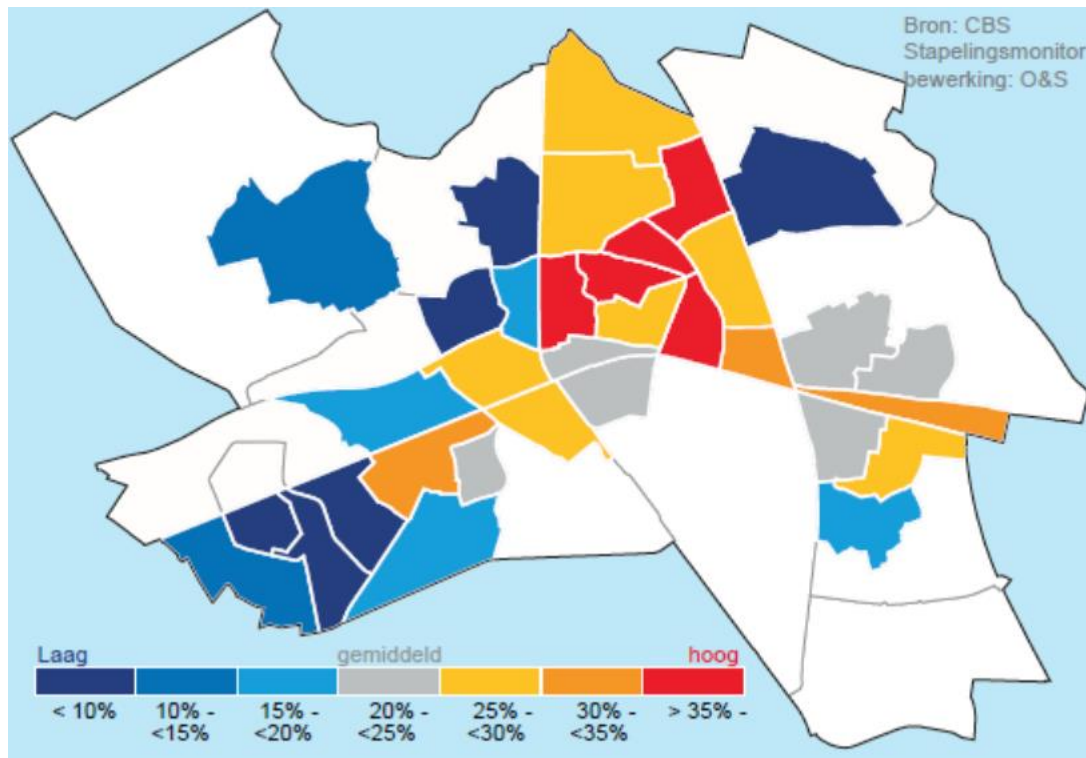 Bron: CBS
Stapelingsmonitor
bewerking: O&S
Laag gemiddeld hoog
< 10% 10% - 15% - 20% - 25% - 30% - > 35% -
<15% <20% <25% <30% <35%